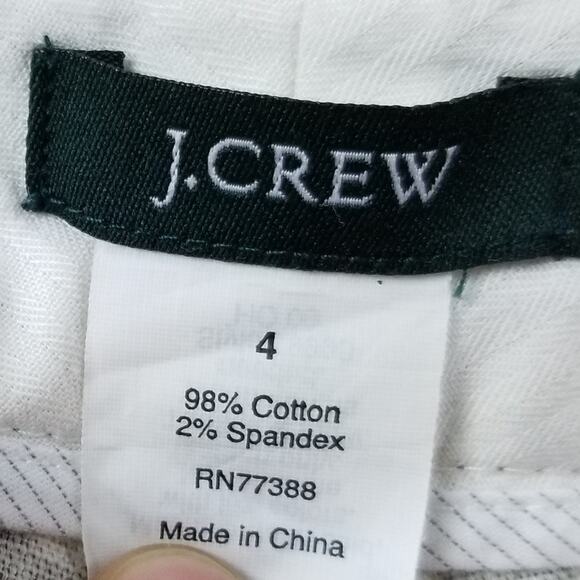 J.CREW
4
98% Cotton
2% Spandex
RN77388
Made in China